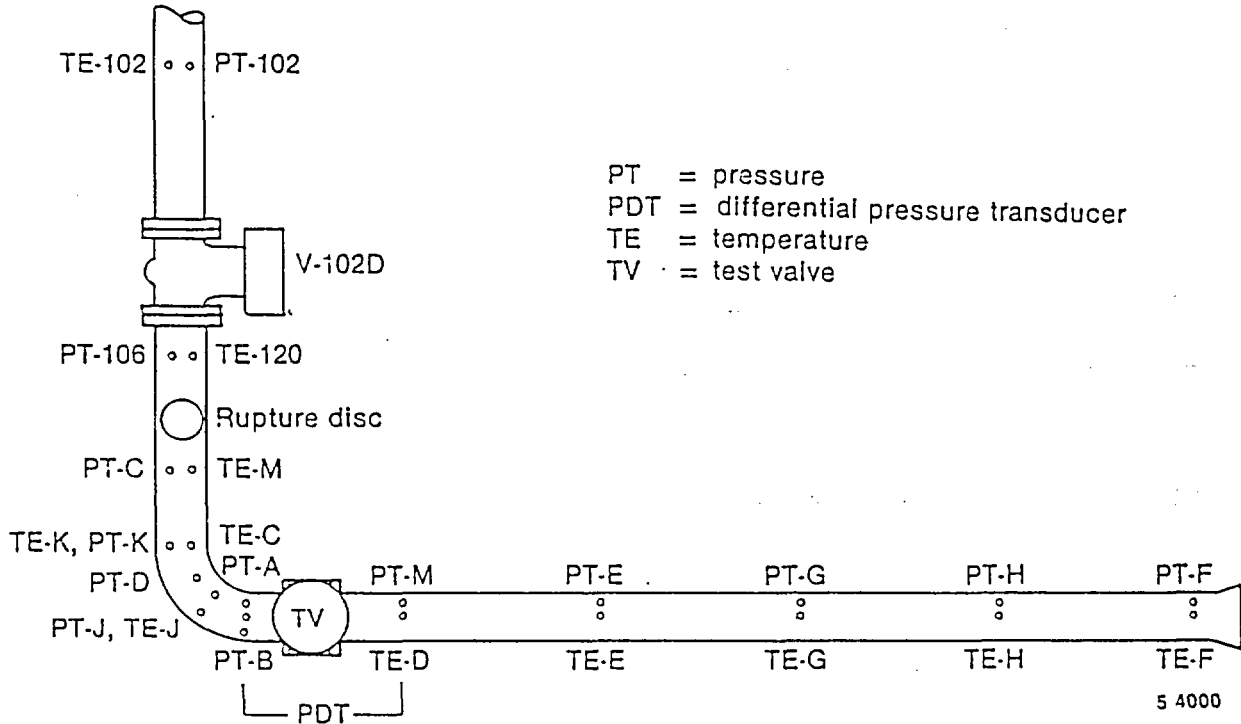 TE-102 PT-102
PT = pressure
PDT = differential pressure transducer
TE = temperature
TV = test valve
V-102D
PT-106 TE-120
Rupture disc
PT-C TE-M
TE-K, PT-K TE-C
PT-D PT-A
PT-M PT-E PT-G PT-H PT-F
TV
PT-J, TE-J
PT-B TE-D TE-E TE-G TE-H TE-F
PDT
5 4000